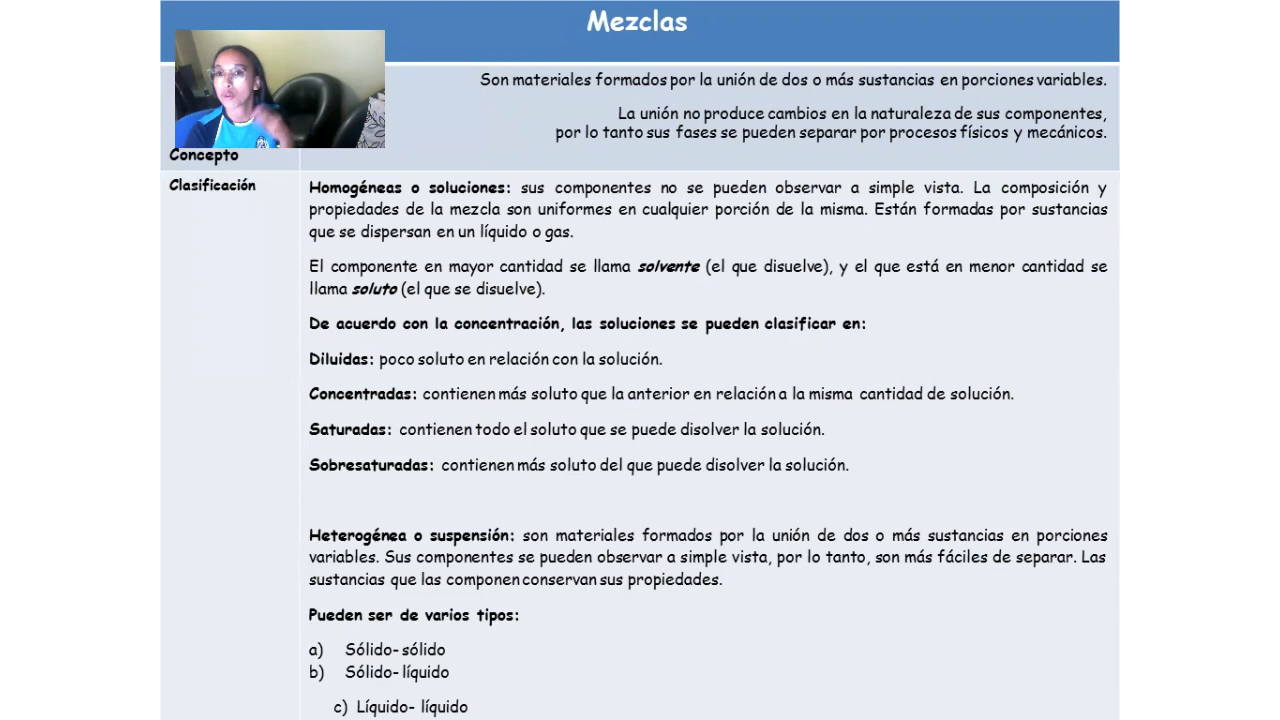 Mezclas
Son materiales formados por la unión de dos o más sustancias en porciones variables.
La unión no produce cambios en la naturaleza de sus componentes,
por lo tanto sus fases se pueden separar por procesos físicos y mecánicos.
Concepto
Clasificación
Homogéneas o soluciones: sus componentes no se pueden observar a simple vista. La composición y
propiedades de la mezcla son uniformes en cualquier porción de la misma. Están formadas por sustancias
que se dispersan en un líquido o gas.
El componente en mayor cantidad se llama solvente (el que disuelve), y el que está en menor cantidad se
llama soluto (el que se disuelve).
De acuerdo con la concentración, las soluciones se pueden clasificar en:
Diluidas: poco soluto en relación con la solución.
Concentradas: contienen más soluto que la anterior en relación a la misma cantidad de solución.
Saturadas: contienen todo el soluto que se puede disolver la solución.
Sobresaturadas: contienen más soluto del que puede disolver la solución.
Heterogénea o suspensión: son materiales formados por la unión de dos o más sustancias en porciones
variables. Sus componentes se pueden observar a simple vista, por lo tanto, son más fáciles de separar. Las
sustancias que las componen conservan sus propiedades.
Pueden ser de varios tipos:
a) Sólido- sólido
b) Sólido- líquido
c) Líquido- líquido